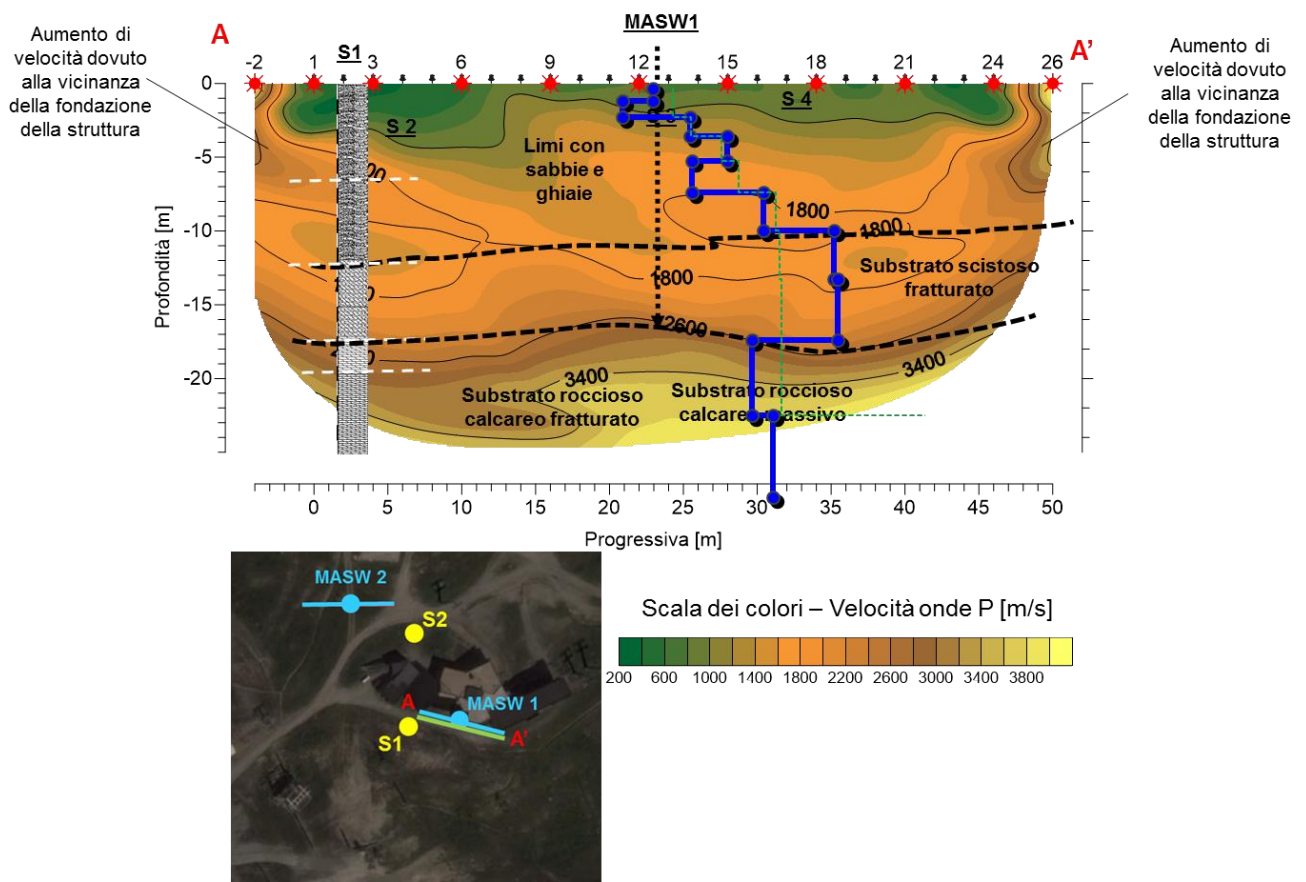 MASW1
A
A'
S1
Aumento di
velocità dovuto
alla vicinanza
della fondazione
della struttura
Aumento di
velocità dovuto
alla vicinanza
della fondazione
della struttura
-2 1 3 6 9 12 15 18 21 24 26
0
-5
-10
-15
-20
Profondità [m]
S 4
S 2
Limi con
sabbie e
ghiaie
1800
1800
1800
Substrato scistoso
fratturato
2600
3400
3400
Substrato roccioso
calcareo fratturato
Substrato roccioso
calcareo massivo
0 5 10 15 20 25 30 35 40 45 50
Progressiva [m]
MASW 2
S2
A
MASW 1
S1
A'
Scala dei colori – Velocità onde P [m/s]
200 600 1000 1400 1800 2200 2600 3000 3400 3800